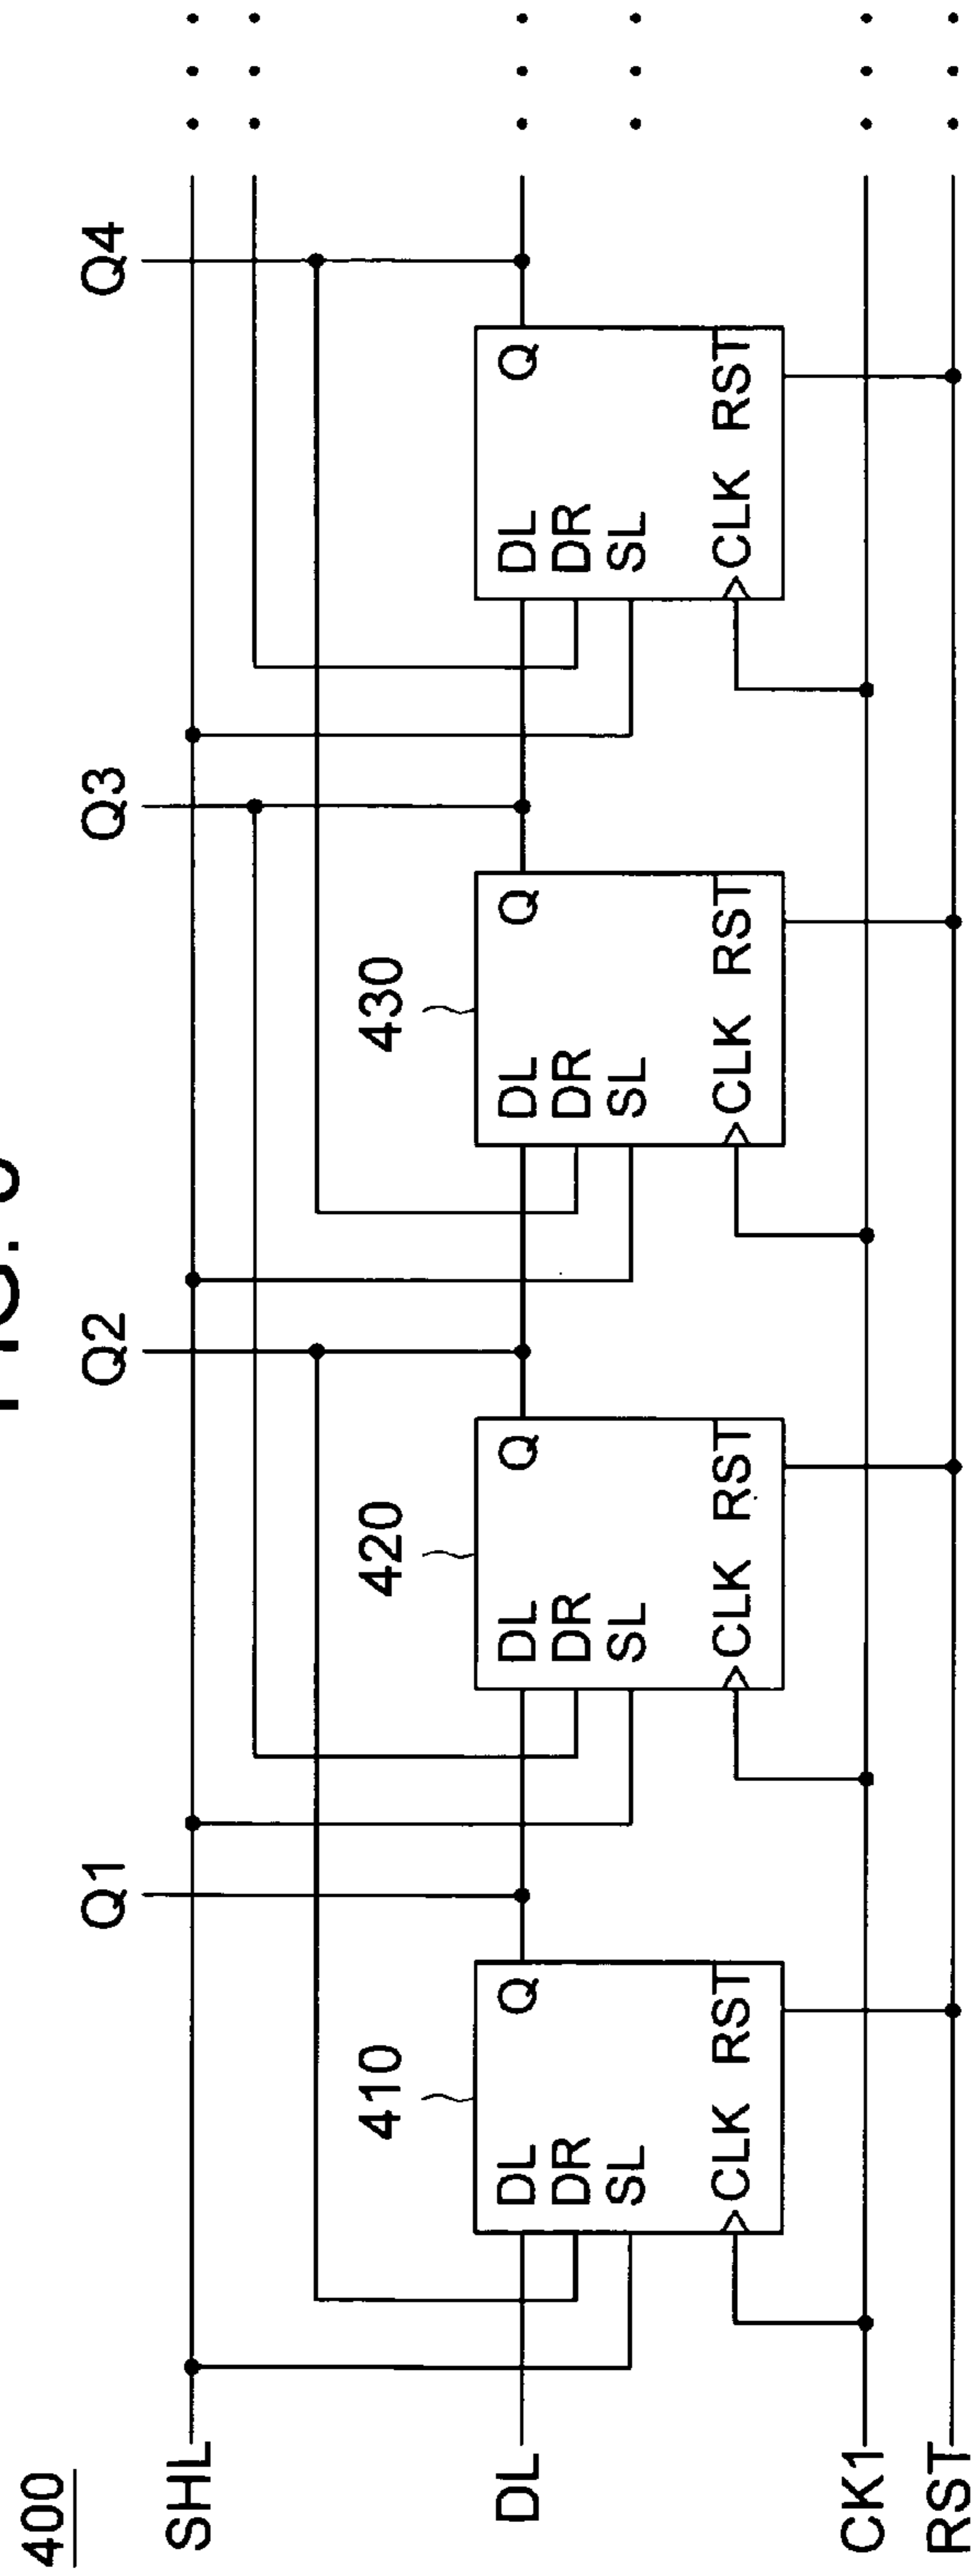 400
Q1 Q2 Q3 Q4
SHL
410 420 430
DL
DL Q DL Q DL Q DL Q
DR DR DR DR
SL SL SL SL
CLK RST CLK RST CLK RST CLK RST
CK1
RST